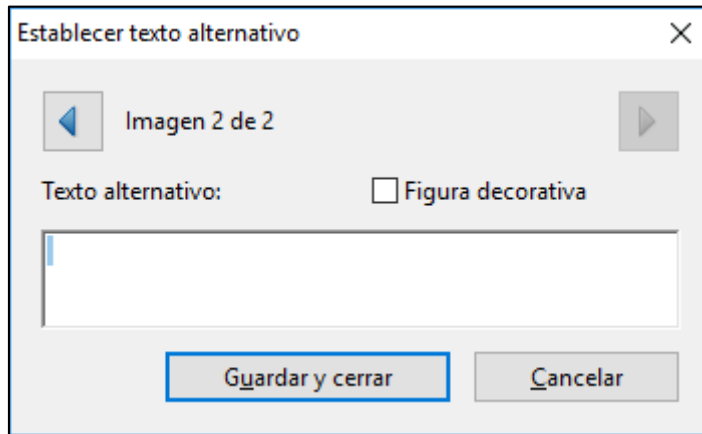 Establecer texto alternativo
Imagen 2 de 2
Texto alternativo: Figura decorativa
Guardar y cerrar Cancelar